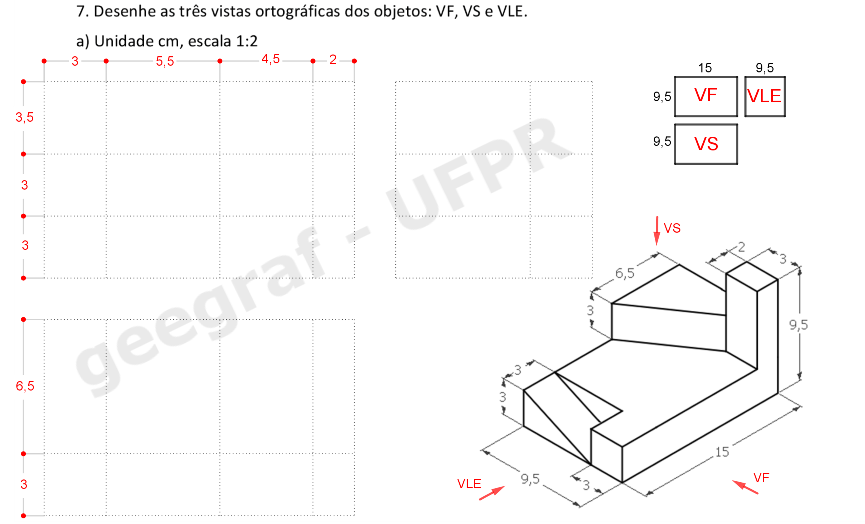 7. Desenhe as três vistas ortográficas dos objetos: VF, VS e VLE.
a) Unidade cm, escala 1:2
3 5,5 4,5 2
3,5
3
3
6,5
3
15 9,5
9,5 VF VLE
9,5 VS
geegraf - UFPR
VS
2
3
6,5
3
9,5
3
3
15
9,5
3
VLE
VF